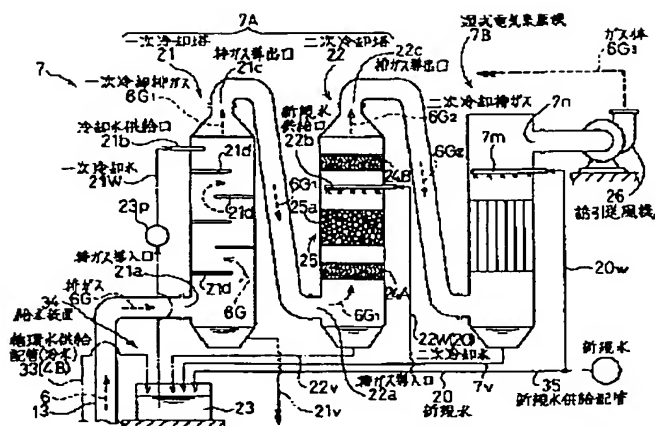 7A
一次冷却塔
21
排ガス排出口
21c
二次冷却塔
22
22c
排ガス排出口
湿式電気集塵機
7B
ガス体
6G3
7
一次冷却排ガス
6G1
新規水
供給口
22b
6G2
二次冷却排ガス
7n
冷却水供給口
21b
21d
24B
6G2
7m
一次冷却水
21W
6G1
21d
25a
25
26
誘引送風機
23P
排ガス導入口
21a
21d
6G
24A
20w
排ガス
6G
34
給水装置
6G1
循環水供給
配管(冷水)
33(4B)
22W(20)
二次冷却水
新規水
6
13
23
22v
21v
排ガス導入口
22a
7v
20
新規水
35
新規水供給配管